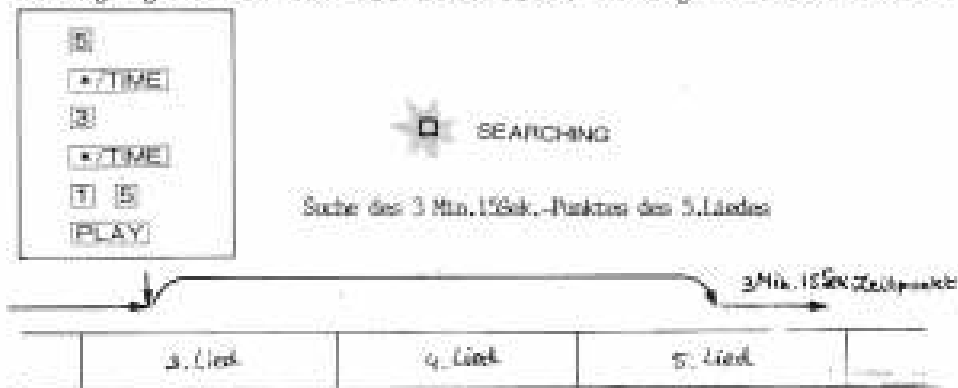 5
*/TIME
3
*/TIME
1 5
PLAY
SEARCHING
Suche des 3 Min.15Sek.-Punktes des 5.Liedes
3Min. 15Sek Zeitpunkt
3. Lied
4. Lied
5. Lied